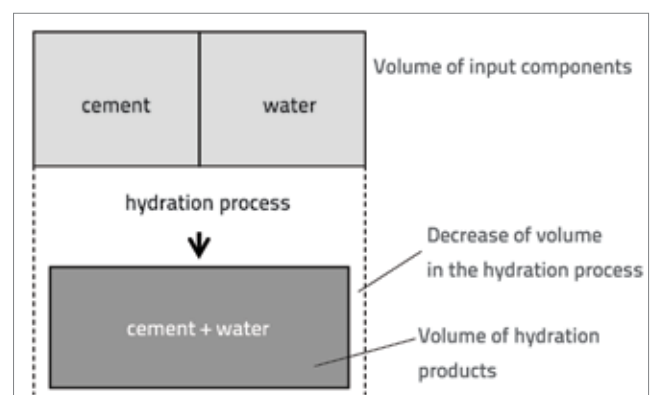 Volume of input components
cement
water
hydration process
Decrease of volume
in the hydration process
cement + water
Volume of hydration
products